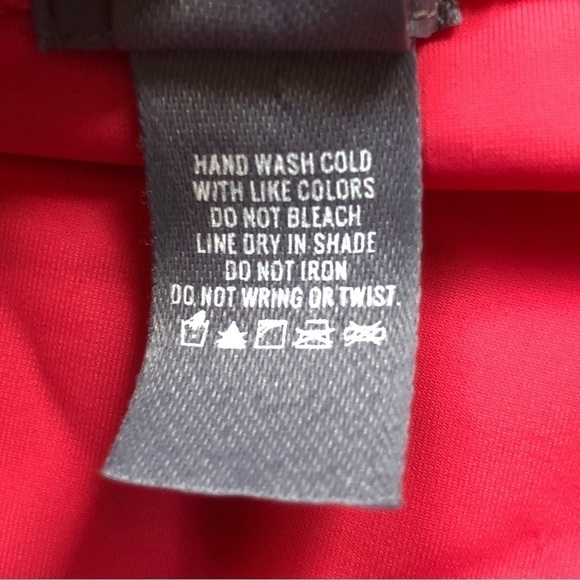 HAND WASH COLD
WITH LIKE COLORS
DO NOT BLEACH
LINE DRY IN SHADE
DO NOT IRON
DO NOT WRING OR TWIST.